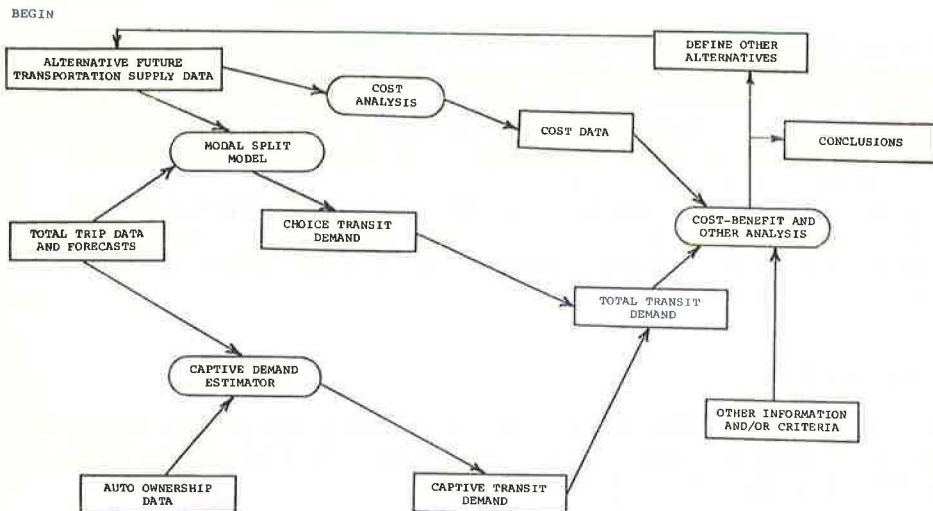 BEGIN
ALTERNATIVE FUTURE
TRANSPORTATION SUPPLY DATA
DEFINE OTHER
ALTERNATIVES
COST
ANALYSIS
COST DATA
CONCLUSIONS
MODAL SPLIT
MODEL
TOTAL TRIP DATA
AND FORECASTS
CHOICE TRANSIT
DEMAND
COST-BENEFIT AND
OTHER ANALYSIS
TOTAL TRANSIT
DEMAND
CAPTIVE DEMAND
ESTIMATOR
OTHER INFORMATION
AND/OR CRITERIA
AUTO OWNERSHIP
DATA
CAPTIVE TRANSIT
DEMAND